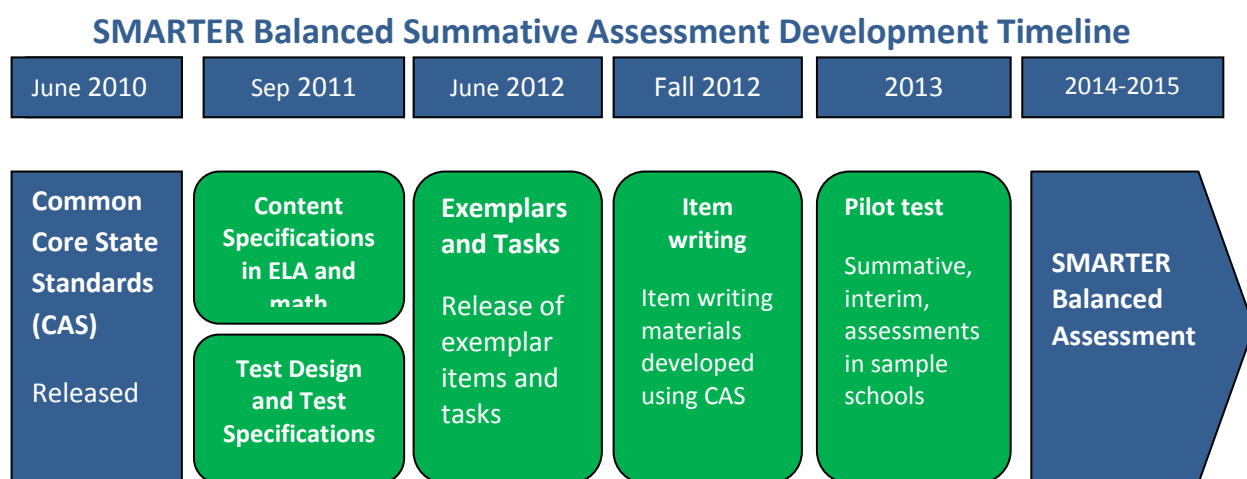 SMARTER Balanced Summative Assessment Development Timeline
June 2010
Sep 2011
June 2012
Fall 2012
2013
2014-2015
Common
Core State
Standards
(CAS)
Released
Content
Specifications
in ELA and
math
Test Design
and Test
Specifications
Exemplars
and Tasks
Release of
exemplar
items and
tasks
Item
writing
Item writing
materials
developed
using CAS
Pilot test
Summative,
interim,
assessments
in sample
schools
SMARTER
Balanced
Assessment